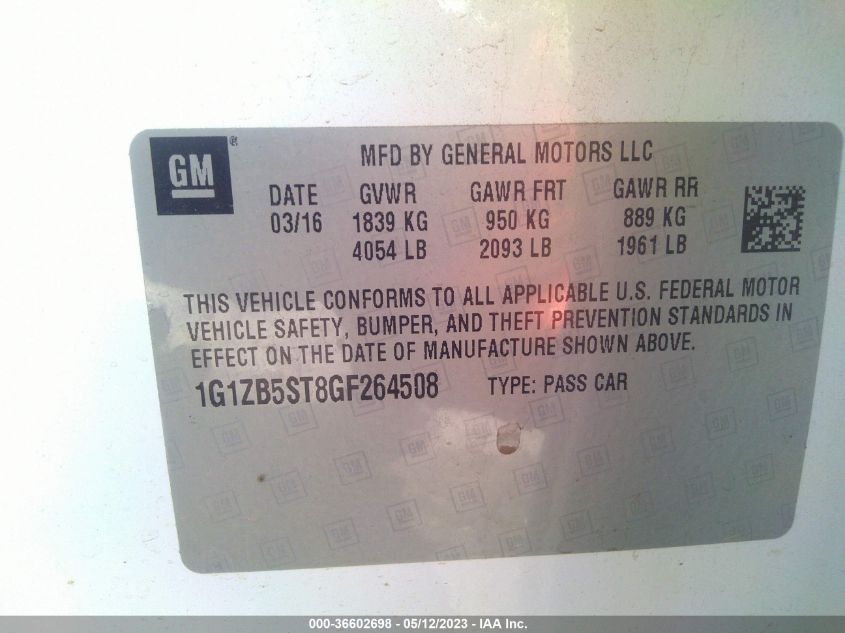 GM ®
MFD BY GENERAL MOTORS LLC
DATE GVWR GAWR FRT GAWR RR
03/16 1839 KG 950 KG 889 KG
4054 LB 2093 LB 1961 LB
THIS VEHICLE CONFORMS TO ALL APPLICABLE U.S. FEDERAL MOTOR
VEHICLE SAFETY, BUMPER, AND THEFT PREVENTION STANDARDS IN
EFFECT ON THE DATE OF MANUFACTURE SHOWN ABOVE.
1G1ZB5ST8GF264508 TYPE: PASS CAR
000-36602698 - 05/12/2023 - IAA Inc.